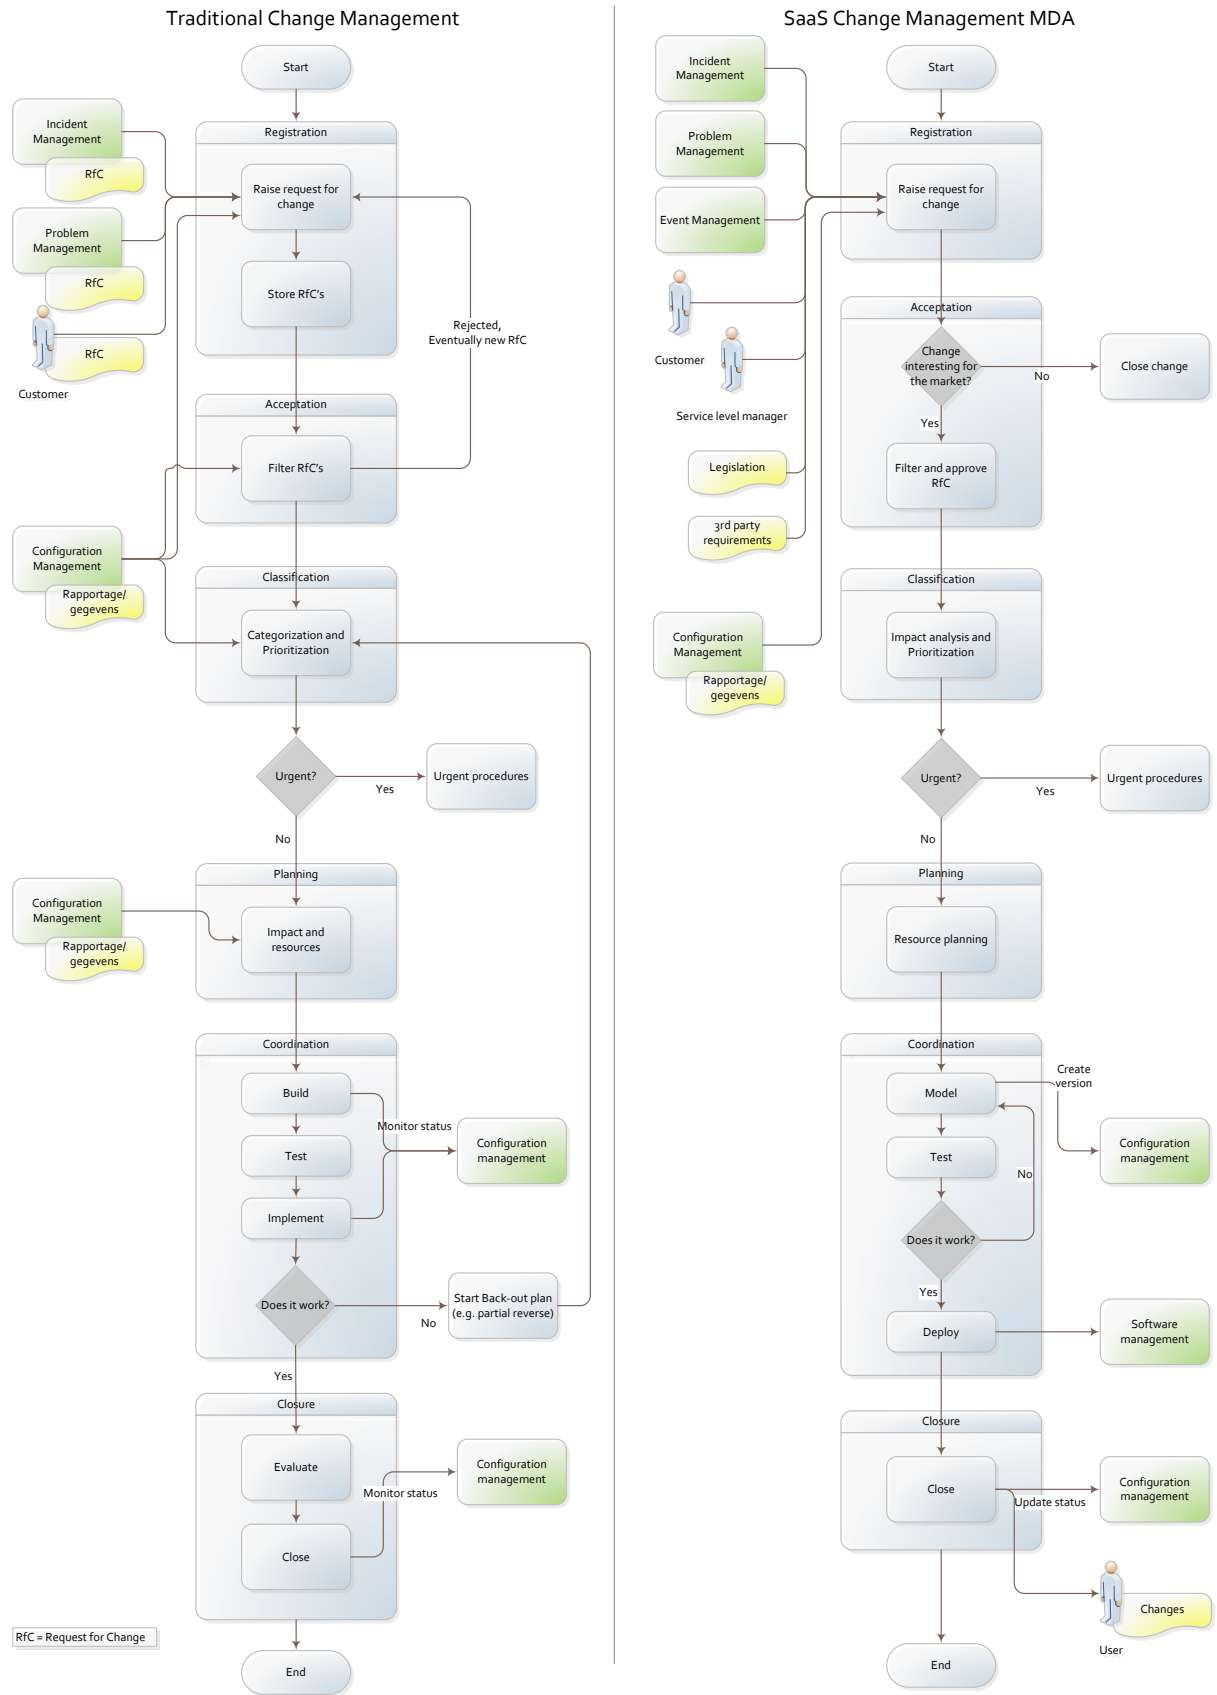 Traditional Change Management
Start
Incident
Management
RfC
Problem
Management
RfC
RfC
Customer
Registration
Raise request for
change
Store RfC's
Rejected,
Eventually new RfC
Acceptation
Filter RfC's
Configuration
Management
Rapportage/
gegevens
Classification
Categorization and
Prioritization
Urgent?
Yes
Urgent procedures
No
Planning
Configuration
Management
Rapportage/
gegevens
Impact and
resources
Coordination
Build
Monitor status
Configuration
management
Test
Implement
Does it work?
No
Start Back-out plan
(e.g. partial reverse)
Yes
Closure
Evaluate
Configuration
management
Monitor status
Close
RfC = Request for Change
End
SaaS Change Management MDA
Incident
Management
Start
Problem
Management
Registration
Raise request for
change
Event Management
Customer
Service level manager
Legislation
3rd party
requirements
Acceptation
Change
interesting for
the market?
No
Close change
Yes
Filter and approve
RfC
Classification
Configuration
Management
Rapportage/
gegevens
Impact analysis and
Prioritization
Urgent?
Yes
Urgent procedures
No
Planning
Resource planning
Coordination
Create
version
Model
Configuration
management
Test
No
Does it work?
Yes
Deploy
Software
management
Closure
Close
Configuration
management
Update status
Changes
User
End